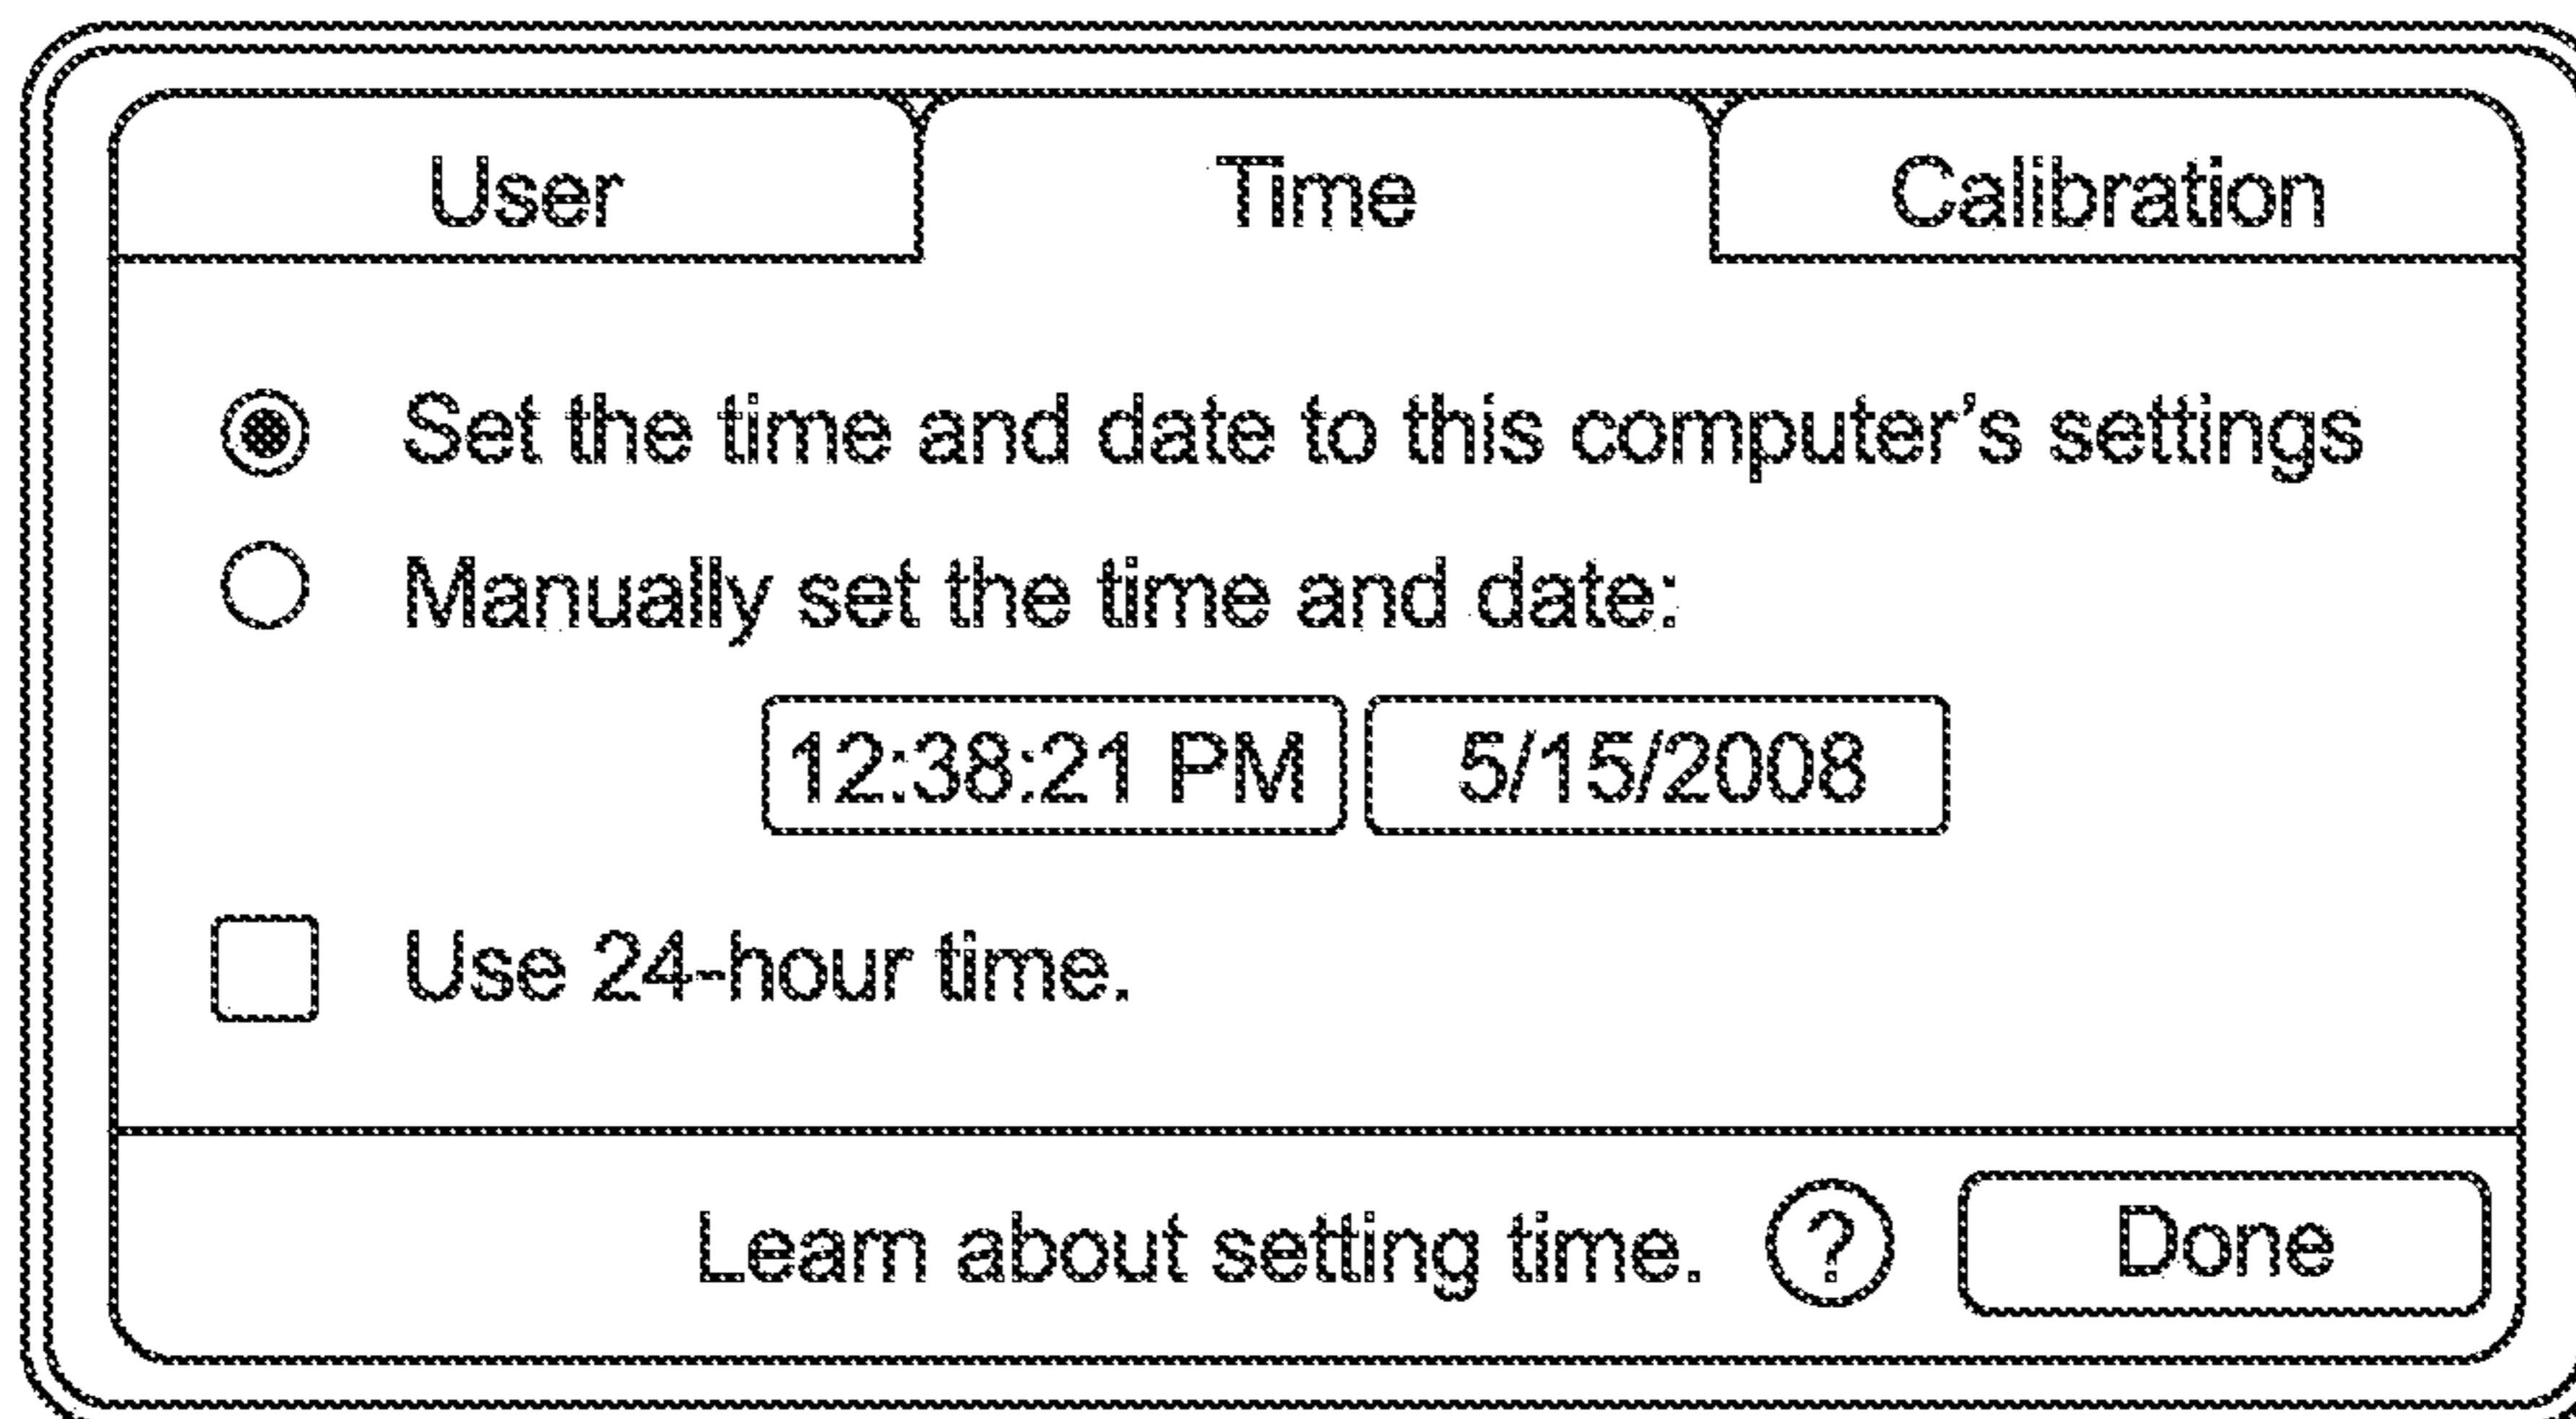 User Time Calibration
Set the time and date to this computer’s settings
Manually set the time and date:
12:38:21 PM 5/15/2008
Use 24-hour time.
Learn about setting time. ? Done